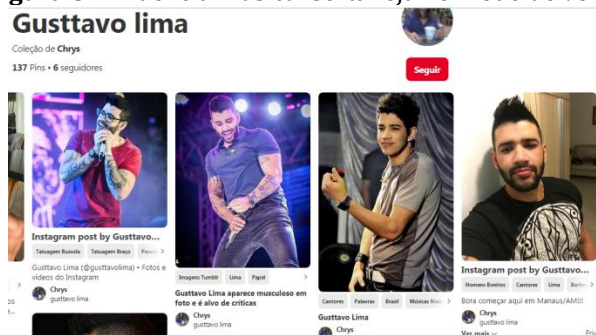 Gusttavo lima
Coleção de Chrys
137 Pins • 6 seguidores
Seguir
Instagram post by Gusttavo...
Tatuagem Bussola
Tatuagem Braço
Gusttavo Lima (@gusttavolima) • Fotos e
vídeos do Instagram
Chrys
gusttavo lima
Imagens Tumblr
Lima
Papel
Gusttavo Lima aparece musculoso em
foto e é alvo de críticas
Chrys
gusttavo lima
Cantores
Palavras
Brasil
Músicas
Gusttavo Lima
Chrys
Instagram post by Gusttavo...
Homens Bonitos
Cantores
Lima
Bora começar aqui em Manaus/AM!!!
Chrys
gusttavo lima
Ver mais